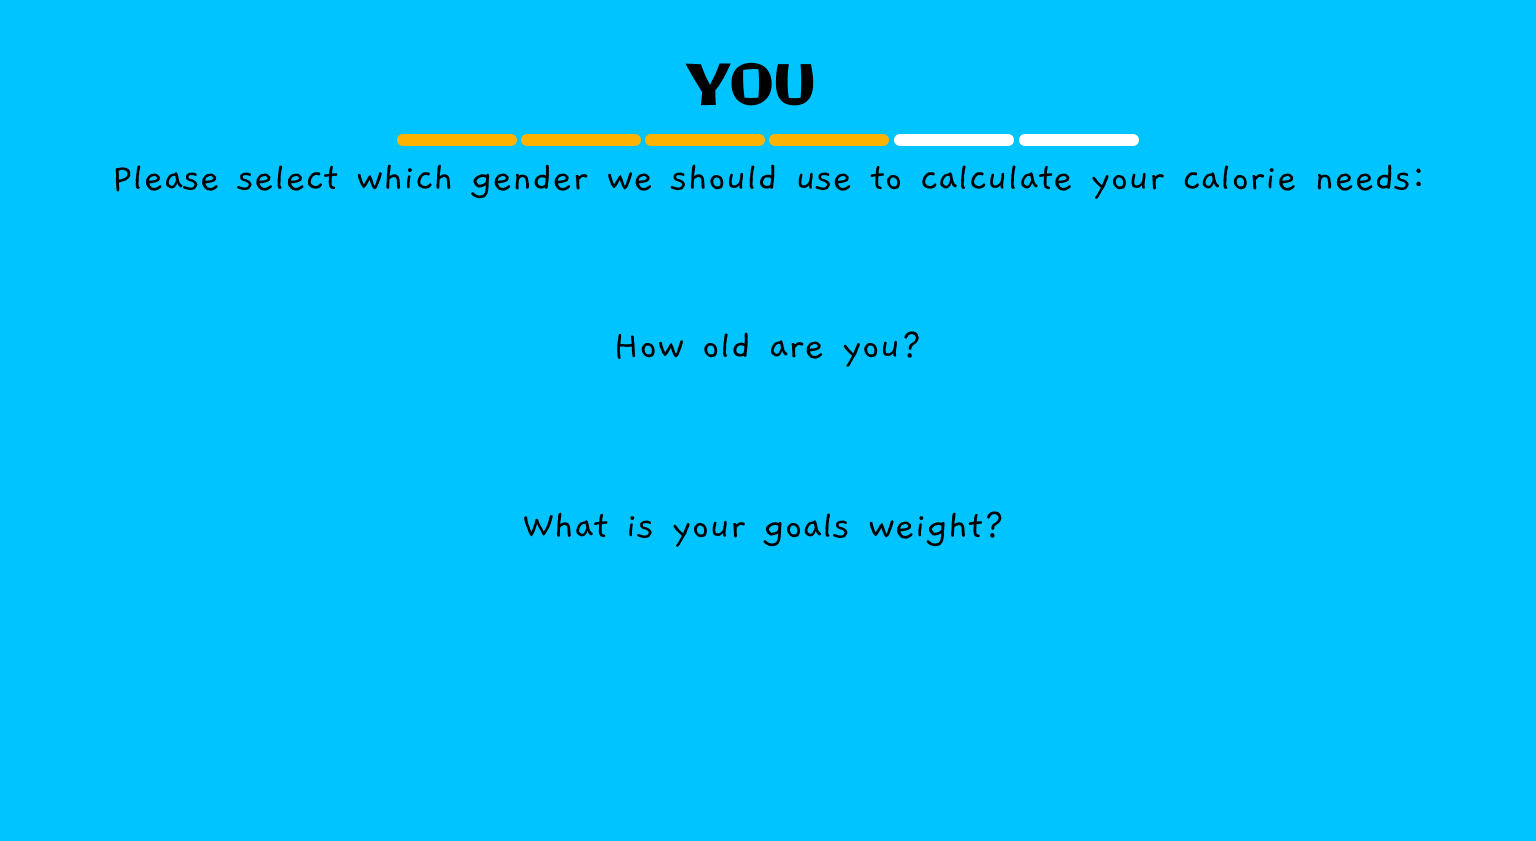 YOU
Please select which gender we should use to calculate your calorie needs:
How old are you?
What is your goals weight?